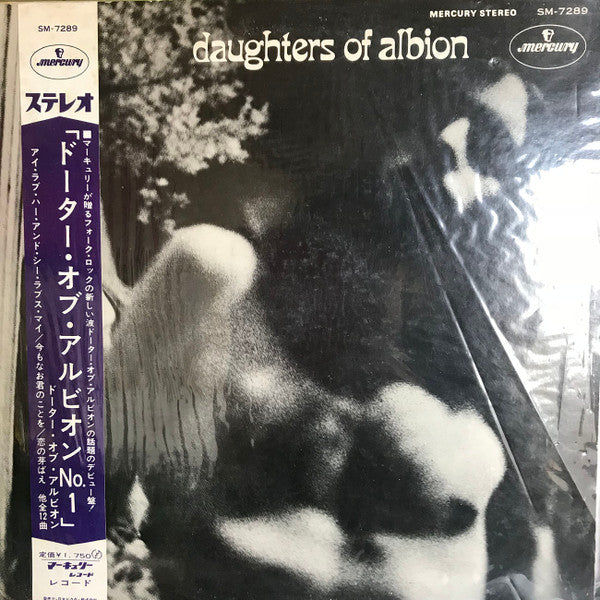 SM-7289
mercury
ステレオ
■マーキュリーが贈るフォーク・ロックの新しい波ドーター・オブ・アルビオンの話題のデビュー盤!
「ドーター・オブ・アルビオンNo.1」
ドーター・オブ・アルビオン
アイ・ラブ・ハー・アンド・シー・ラブス・マイ/今もなお君のことを/恋の芽ばえ 他全12曲
定価¥1,750
マーキュリー
レコード
レコード
MERCURY STEREO SM-7289
mercury
daughters of albion